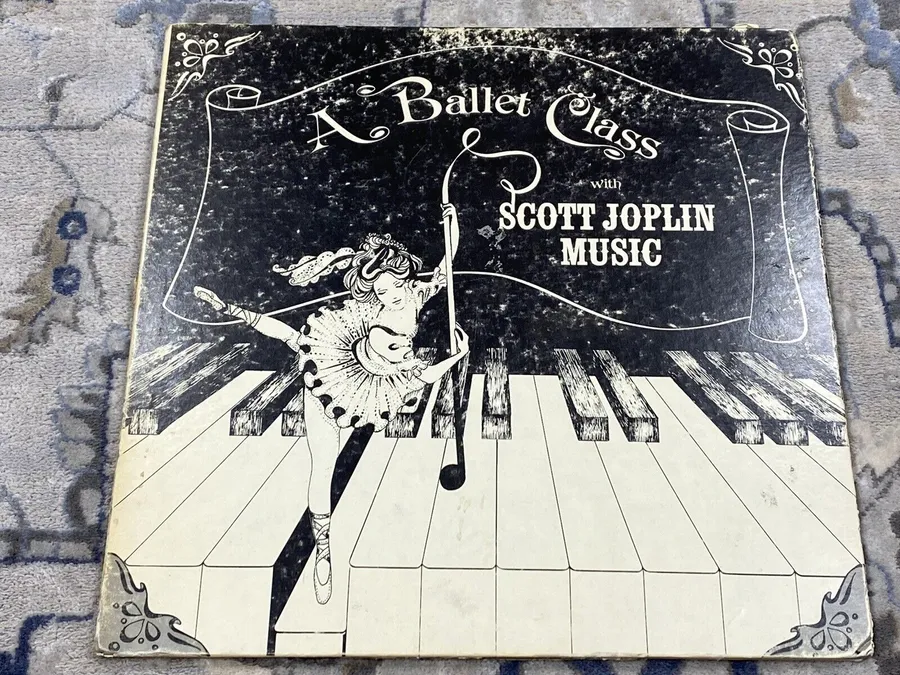 A Ballet Class
with
SCOTT JOPLIN
MUSIC